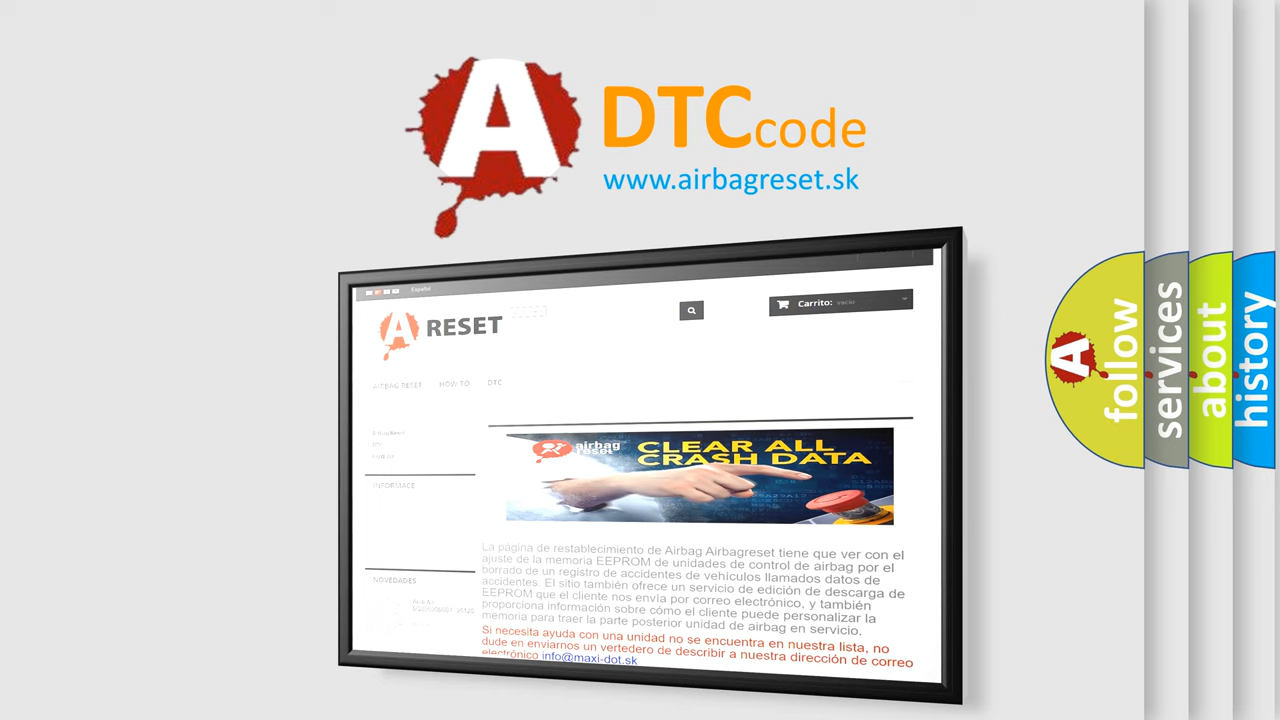 A
DTCcode
www.airbagreset.sk
Español
A RESET
Carrito: vacío
AIRBAG RESET HOW TO DTC
INFORMACE
NOVEDADES
airbag
reset
CLEAR ALL
CRASH DATA
La página de restablecimiento de Airbag Airbagreset tiene que ver con el
ajuste de la memoria EEPROM de unidades de control de airbag por el
borrado de un registro de accidentes de vehículos llamados datos de
accidentes. El sitio también ofrece un servicio de edición de descarga de
EEPROM que el cliente nos envía por correo electrónico, y también
proporciona información sobre cómo el cliente puede personalizar la
memoria para traer la parte posterior unidad de airbag en servicio.
Si necesita ayuda con una unidad no se encuentra en nuestra lista, no
dude en enviarnos un vertedero de describir a nuestra dirección de correo
electrónico info@maxi-dot.sk
A
follow
services
about
history